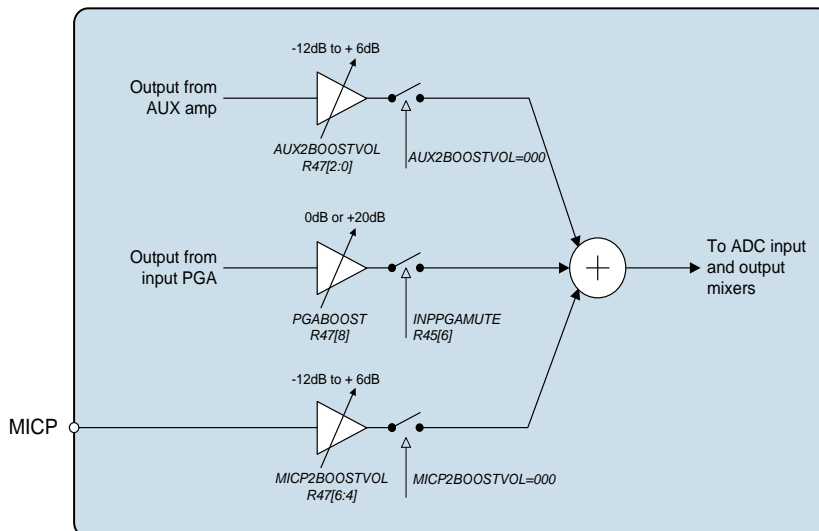 -12dB to + 6dB
Output from
AUX amp
AUX2BOOSTVOL
R47[2:0]
AUX2BOOSTVOL=000
0dB or +20dB
Output from
input PGA
PGABOOST
R47[8]
INPPGAMUTE
R45[6]
To ADC input
and output
mixers
-12dB to + 6dB
MICP
MICP2BOOSTVOL
R47[6:4]
MICP2BOOSTVOL=000